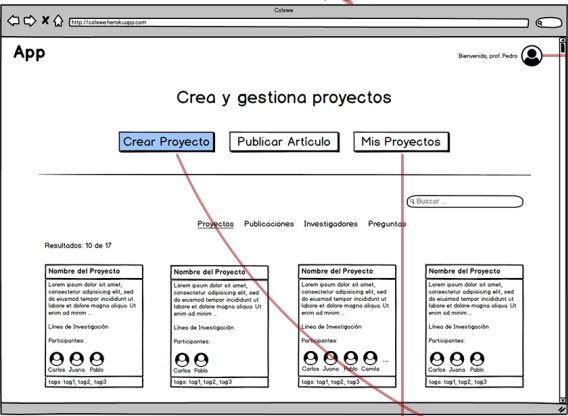 Colswe
http://colswe.herokuapp.com
App
Bienvenido, prof. Pedro
Crea y gestiona proyectos
Crear Proyecto
Publicar Artículo
Mis Proyectos
Buscar ...
Proyectos Publicaciones Investigadores Preguntas
Resultados: 10 de 17
Nombre del Proyecto
Lorem ipsum dolor sit amet,
consectetur adipisicing elit, sed
do eiusmod tempor incididunt ut
labore et dolore magna aliqua. Ut
enim ad minim ...
Línea de Investigación
Participantes:
Carlos Juana Pablo
tags: tag1, tag2, tag3
Nombre del Proyecto
Lorem ipsum dolor sit amet,
consectetur adipisicing elit, sed
do eiusmod tempor incididunt ut
labore et dolore magna aliqua. Ut
enim ad minim ...
Línea de Investigación
Participantes:
Carlos Pablo
tags: tag1, tag2, tag3
Nombre del Proyecto
Lorem ipsum dolor sit amet,
consectetur adipisicing elit, sed
do eiusmod tempor incididunt ut
labore et dolore magna aliqua. Ut
enim ad minim ...
Línea de Investigación
Participantes:
Carlos Juana Pablo Camila ...
tags: tag1, tag2, tag3
Nombre del Proyecto
Lorem ipsum dolor sit amet,
consectetur adipisicing elit, sed
do eiusmod tempor incididunt ut
labore et dolore magna aliqua. Ut
enim ad minim ...
Línea de Investigación
Participantes:
Carlos Juana Pablo
tags: tag1, tag2, tag3